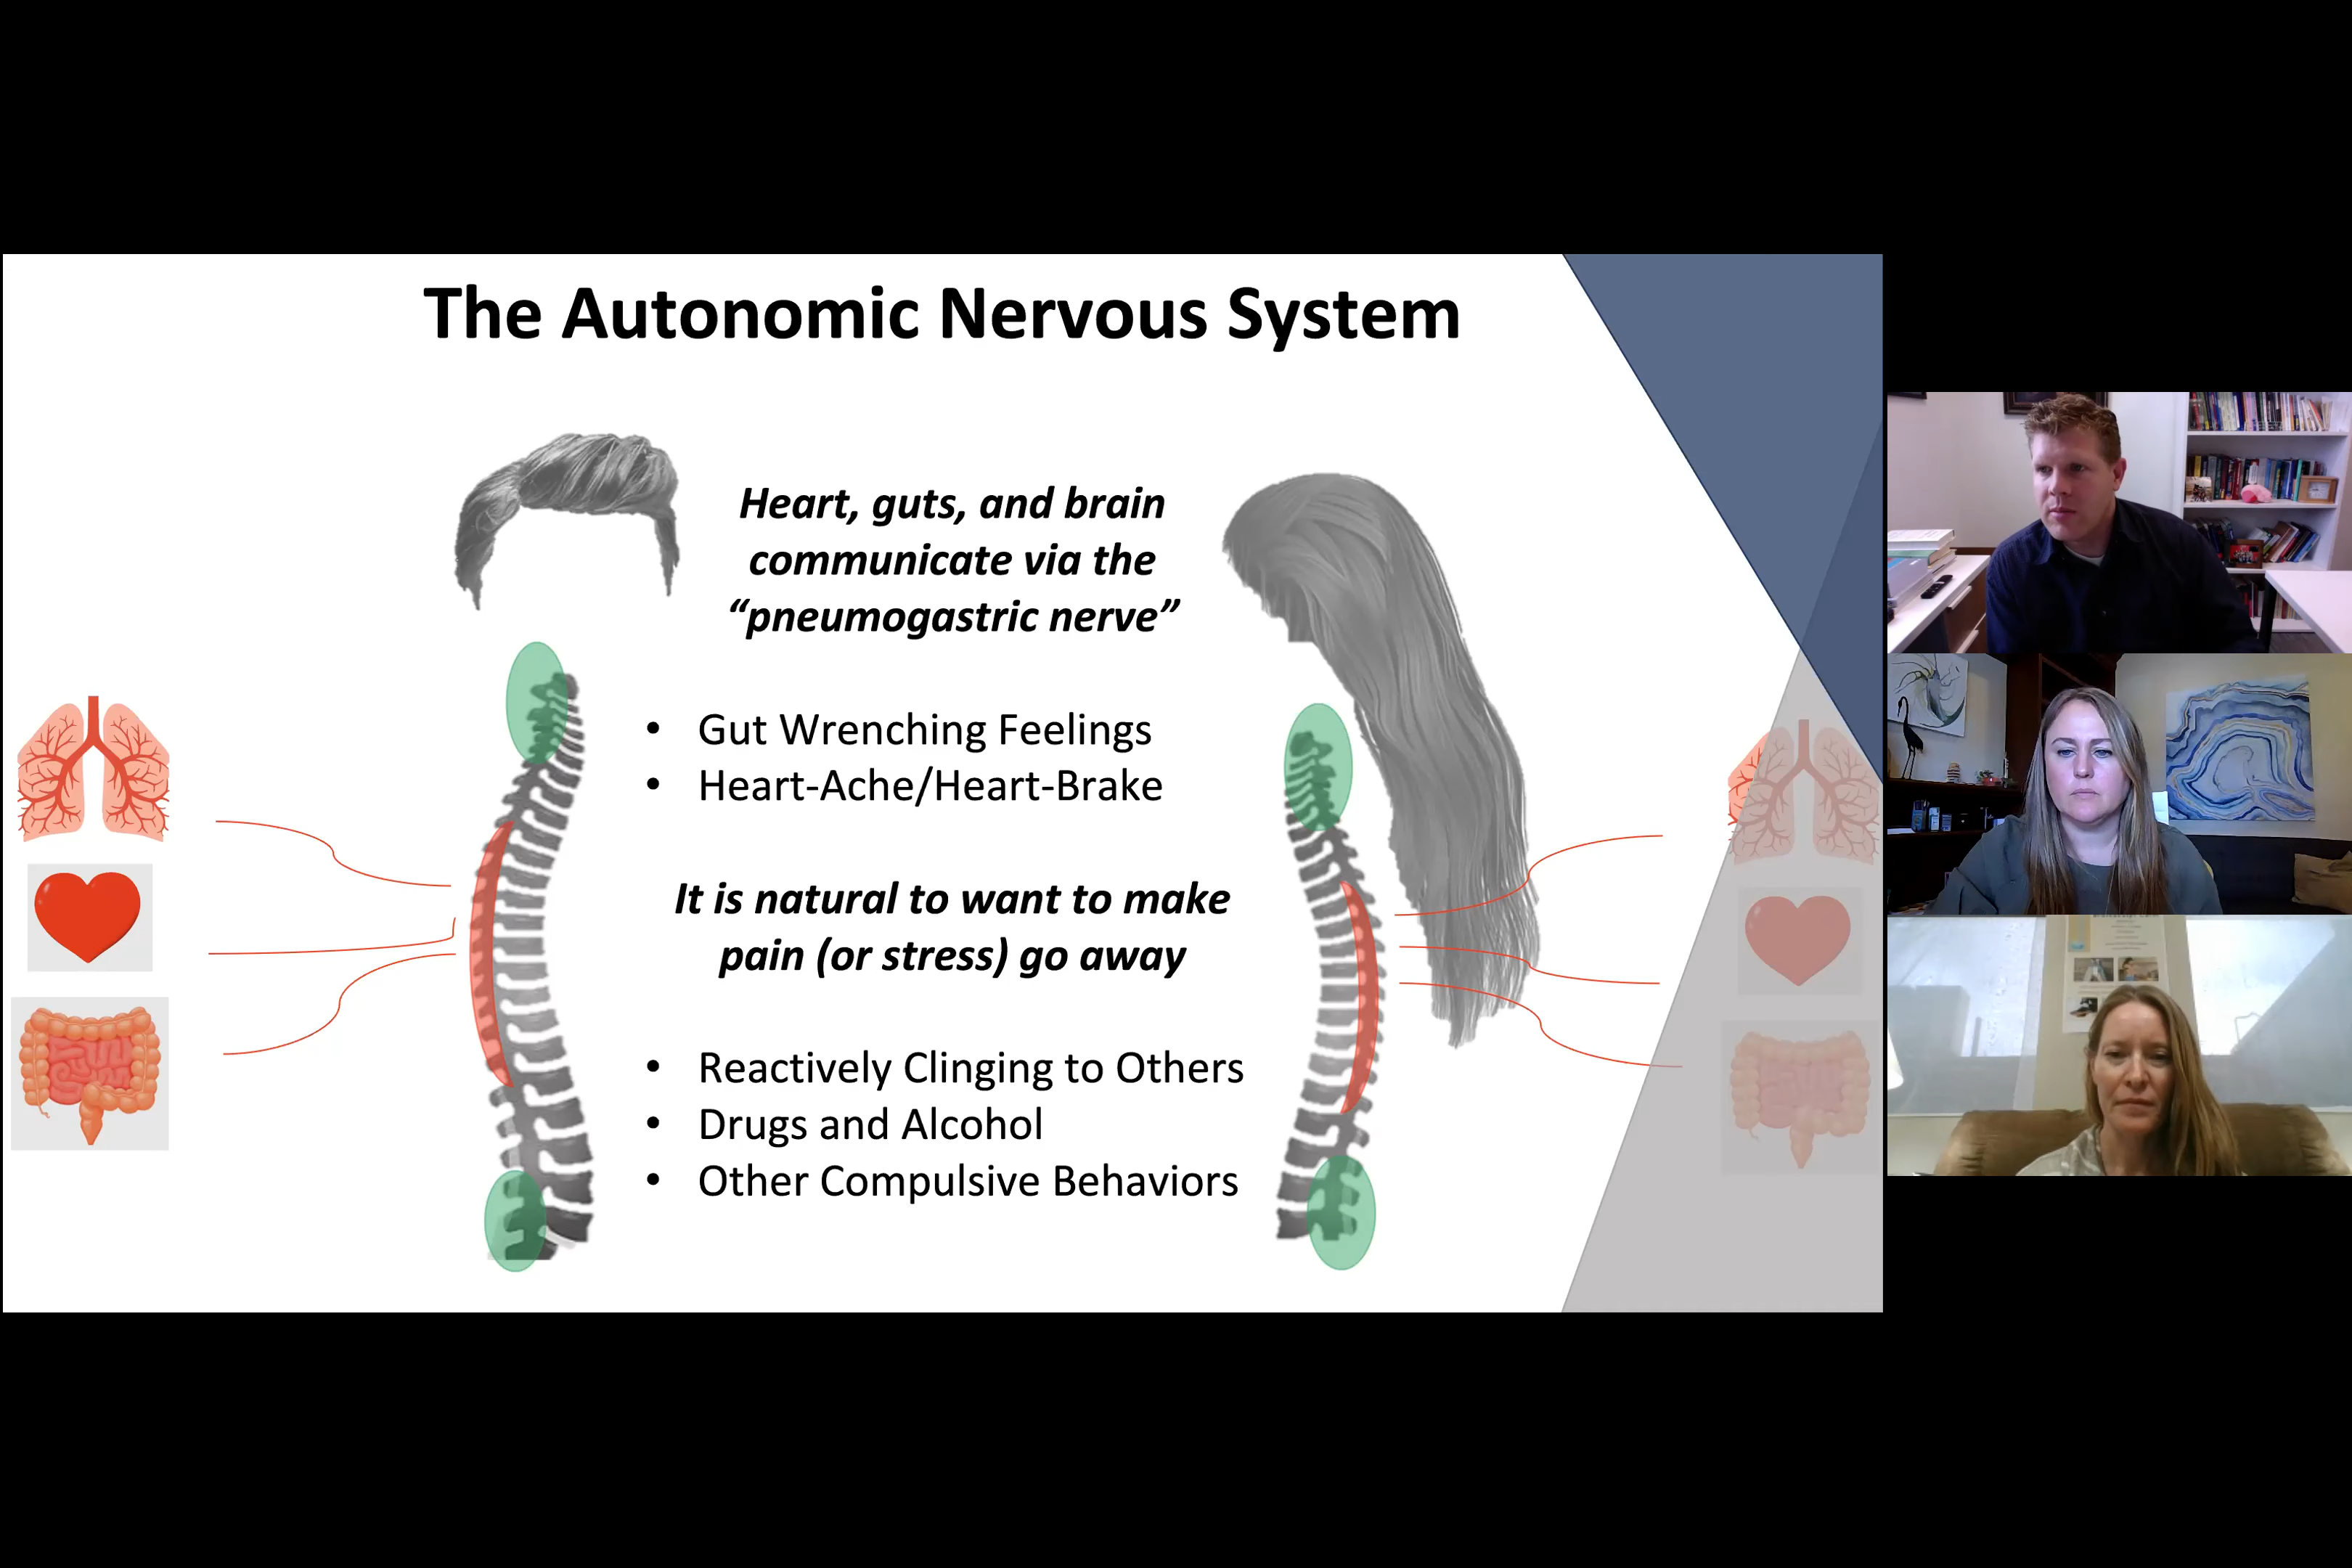 The Autonomic Nervous System
Heart, guts, and brain
communicate via the
“pneumogastric nerve”
• Gut Wrenching Feelings
• Heart-Ache/Heart-Brake
It is natural to want to make
pain (or stress) go away
• Reactively Clinging to Others
• Drugs and Alcohol
• Other Compulsive Behaviors